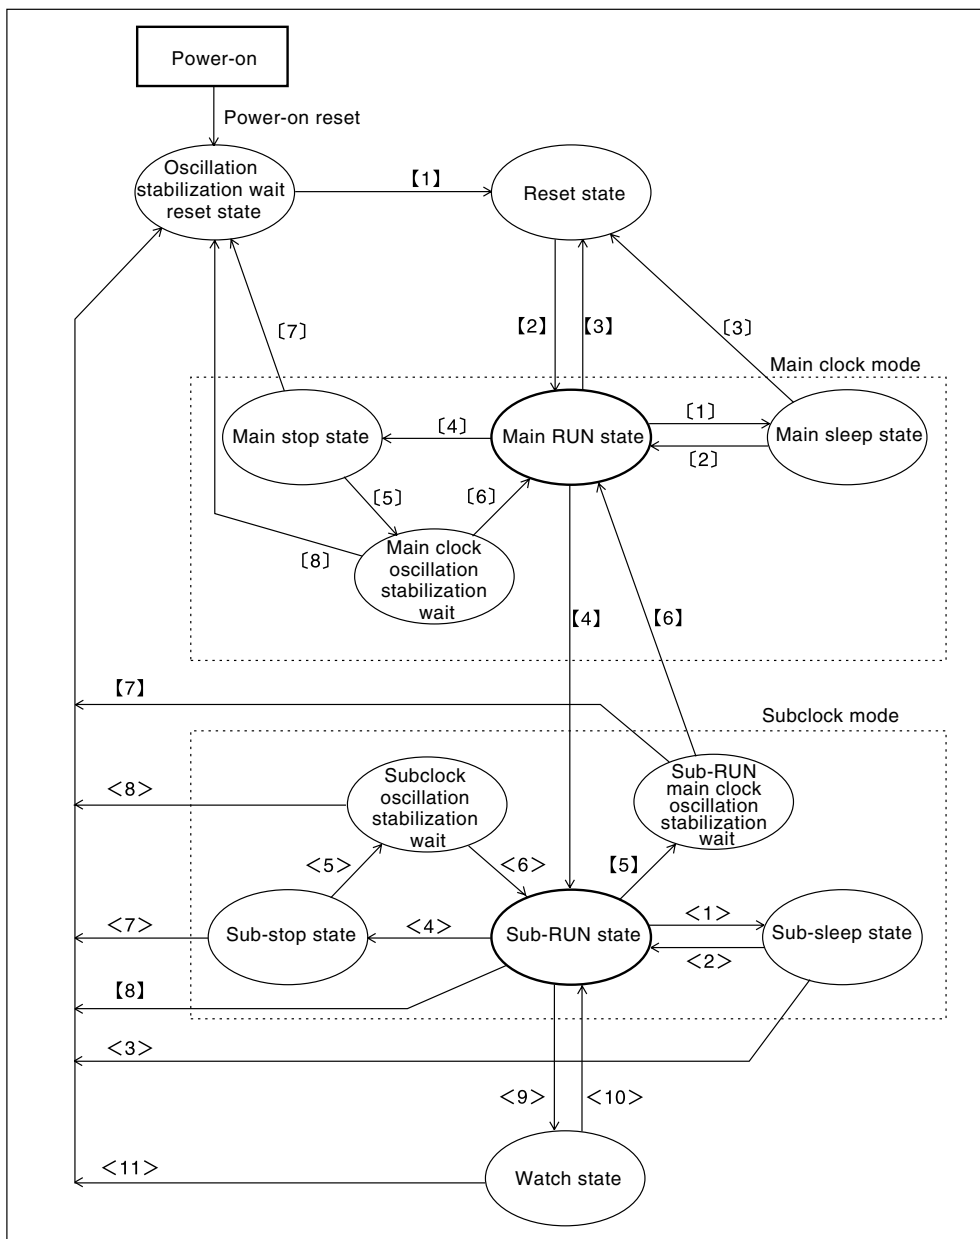 Power-on
Power-on reset
Oscillation
stabilization wait
reset state
【1】
Reset state
【2】
【3】
〔3〕
〔7〕
Main clock mode
Main stop state
〔4〕
Main RUN state
〔1〕
〔2〕
Main sleep state
〔5〕
〔6〕
〔8〕
Main clock
oscillation
stabilization
wait
【4】
【6】
【7】
Subclock mode
<8>
Subclock
oscillation
stabilization
wait
Sub-RUN
main clock
oscillation
stabilization
wait
<5>
<6>
【5】
<7>
Sub-stop state
<4>
Sub-RUN state
<1>
<2>
Sub-sleep state
【8】
<3>
<9>
<10>
<11>
Watch state